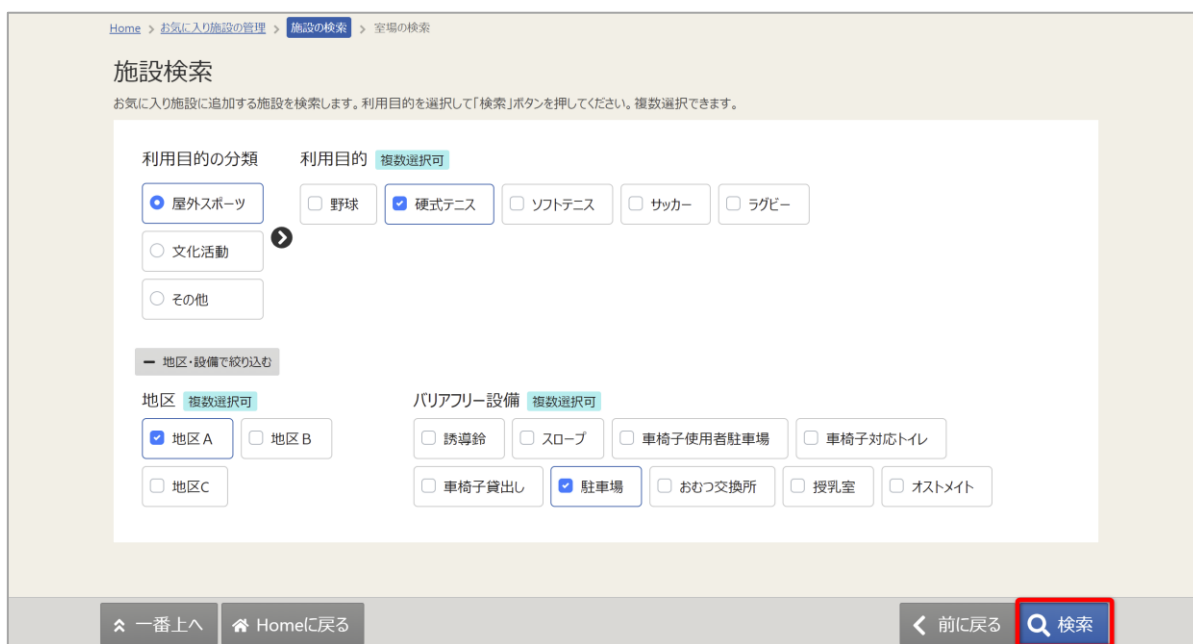 Home > お気に入り施設の管理 > 施設の検索 > 室場の検索
施設検索
お気に入り施設に追加する施設を検索します。利用目的を選択して「検索」ボタンを押してください。複数選択できます。
利用目的の分類 利用目的 複数選択可
屋外スポーツ 野球 硬式テニス ソフトテニス サッカー ラグビー
文化活動
その他
地区・設備で絞り込む
地区 複数選択可 バリアフリー設備 複数選択可
地区A 地区B 誘導鈴 スロープ 車椅子使用者駐車場 車椅子対応トイレ
地区C 車椅子貸出し 駐車場 おむつ交換所 授乳室 オストメイト
一番上へ Homeに戻る 前に戻る 検索